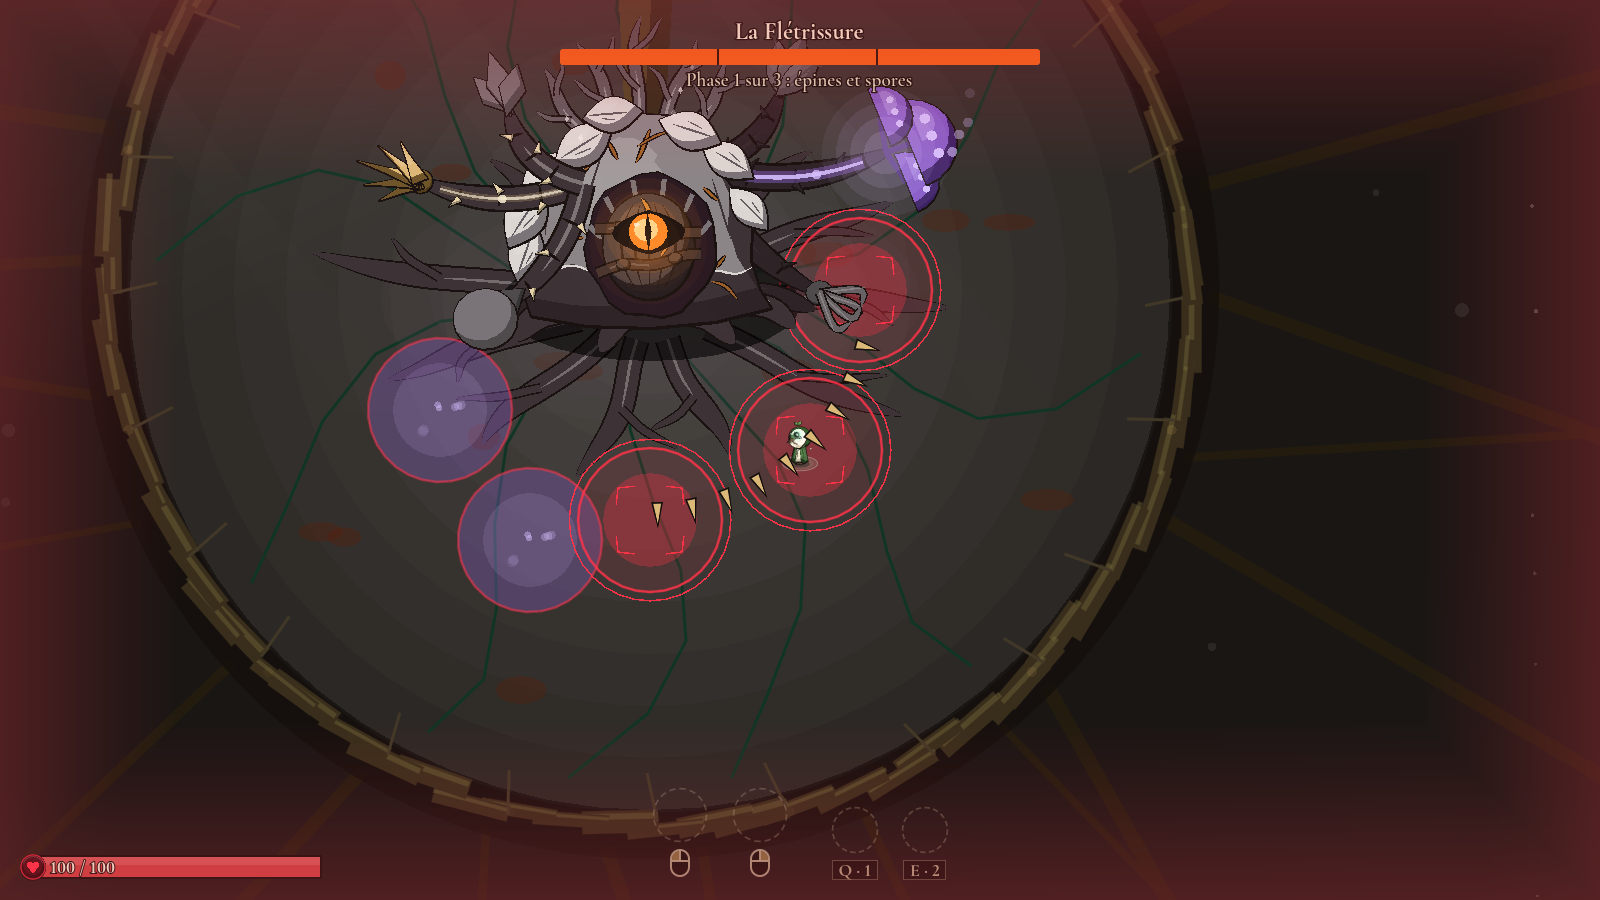 La Flétrissure
Phase 1 sur 3 : épines et spores
100 / 100
Q · 1
E · 2